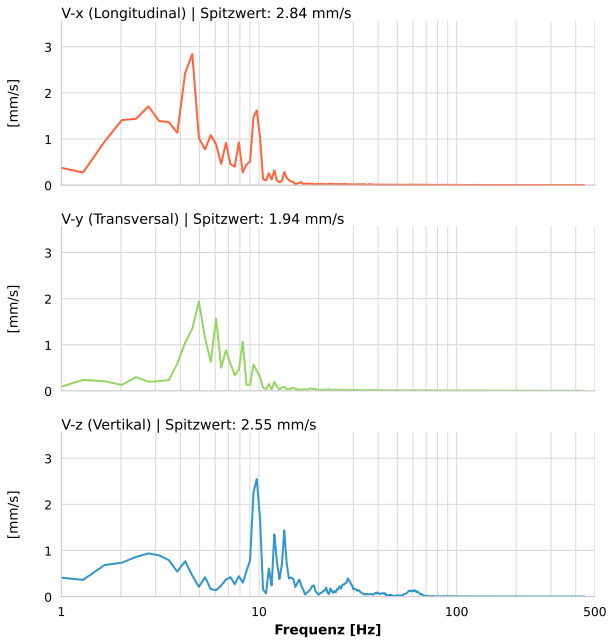 V-x (Longitudinal) | Spitzwert: 2.84 mm/s
3
2
1
0
[mm/s]
V-y (Transversal) | Spitzwert: 1.94 mm/s
3
2
1
0
[mm/s]
V-z (Vertikal) | Spitzwert: 2.55 mm/s
3
2
1
0
[mm/s]
1 10 100 500
Frequenz [Hz]